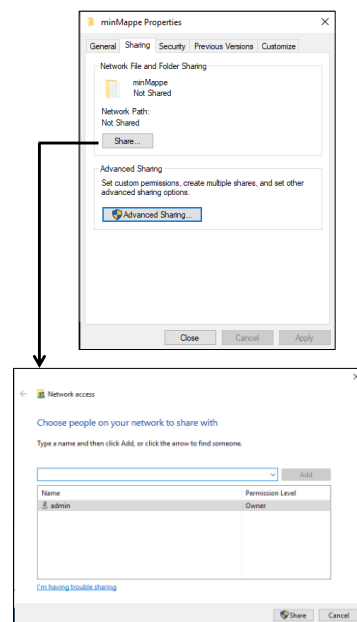 minMappe Properties
General Sharing Security Previous Versions Customize
Network File and Folder Sharing
minMappe
Not Shared
Network Path:
Not Shared
Share...
Advanced Sharing
Set custom permissions, create multiple shares, and set other
advanced sharing options.
Advanced Sharing...
Close Cancel Apply
Network access
Choose people on your network to share with
Type a name and then click Add, or click the arrow to find someone.
Add
Name Permission Level
admin Owner
I'm having trouble sharing
Share Cancel